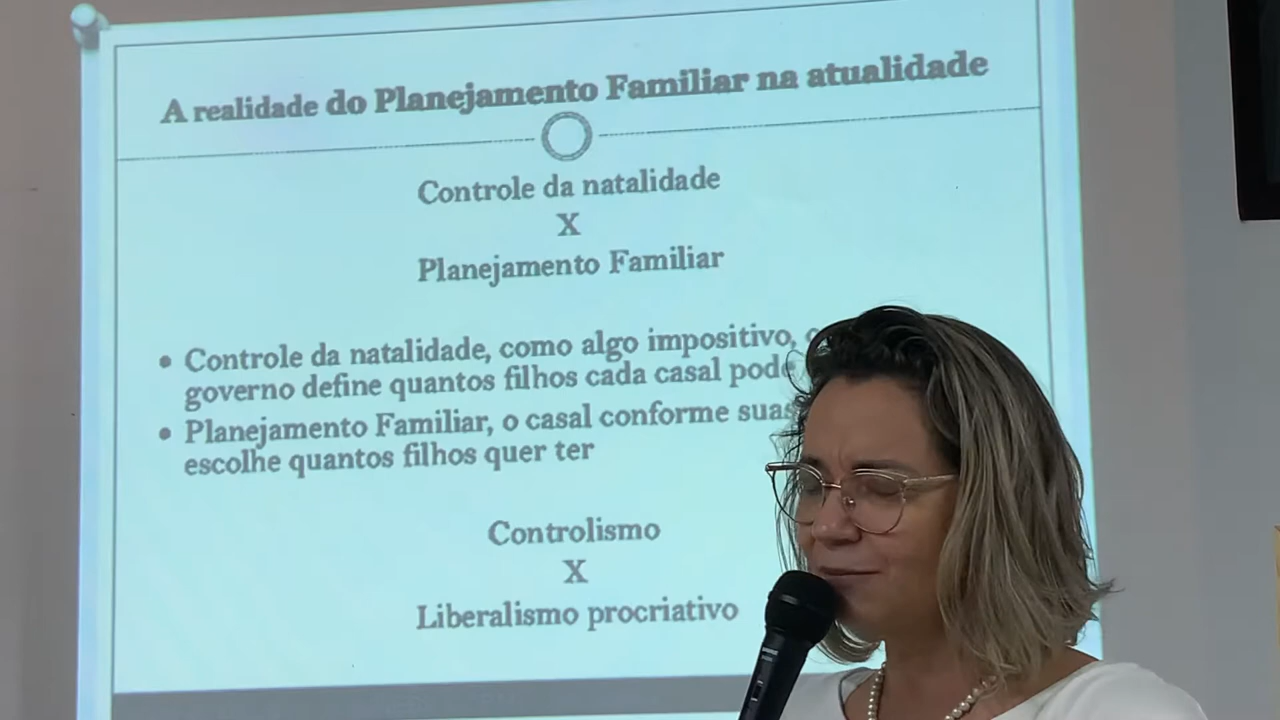 A realidade do Planejamento Familiar na atualidade
Controle da natalidade
X
Planejamento Familiar
• Controle da natalidade, como algo impositivo,
governo define quantos filhos cada casal pode
• Planejamento Familiar, o casal conforme suas
escolhe quantos filhos quer ter
Controlismo
X
Liberalismo procriativo